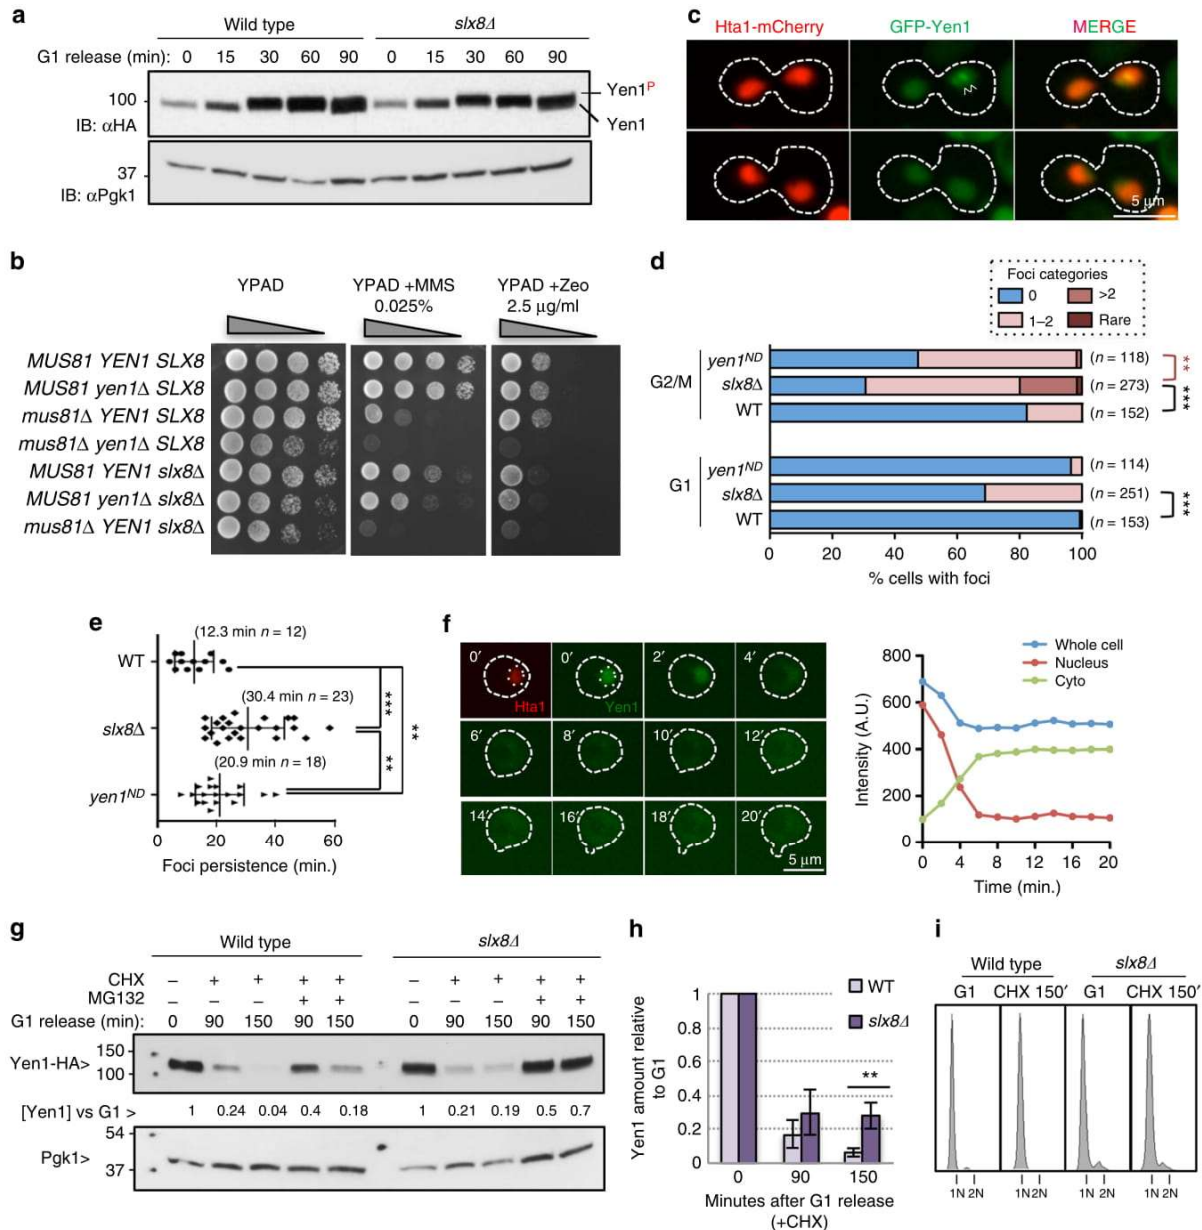 a
Wild type
slx8Δ
G1 release (min): 0 15 30 60 90 0 15 30 60 90
100
IB: αHA
Yen1P
Yen1
37
IB: αPgk1
b
YPAD
YPAD +MMS
0.025%
YPAD +Zeo
2.5 μg/ml
MUS81 YEN1 SLX8
MUS81 yen1Δ SLX8
mus81Δ YEN1 SLX8
mus81Δ yen1Δ SLX8
MUS81 YEN1 slx8Δ
MUS81 yen1Δ slx8Δ
mus81Δ YEN1 slx8Δ
c
Hta1-mCherry GFP-Yen1 MERGE
5 μm
d
Foci categories
0 >2
1–2 Rare
G2/M
yen1ND (n = 118)
slx8Δ (n = 273)
WT (n = 152)
**
***
G1
yen1ND (n = 114)
slx8Δ (n = 251)
WT (n = 153)
***
0 20 40 60 80 100
% cells with foci
e
WT
(12.3 min n = 12)
slx8Δ
(30.4 min n = 23)
yen1ND
(20.9 min n = 18)
***
**
**
0 20 40 60
Foci persistence (min.)
f
0′ 0′ 2′ 4′
Hta1 Yen1
6′ 8′ 10′ 12′
14′ 16′ 18′ 20′
5 μm
Whole cell
Nucleus
Cyto
Intensity (A.U.)
800
600
400
200
0
0 4 8 12 16 20
Time (min.)
g
Wild type
slx8Δ
CHX – + + + + – + + + +
MG132 – – – + + – – – + +
G1 release (min): 0 90 150 90 150 0 90 150 90 150
Yen1-HA>
150
100
[Yen1] vs G1 > 1 0.24 0.04 0.4 0.18 1 0.21 0.19 0.5 0.7
54
Pgk1>
37
h
WT
slx8Δ
Yen1 amount relative
to G1
1
0.8
0.6
0.4
0.2
0
**
0 90 150
Minutes after G1 release
(+CHX)
i
Wild type slx8Δ
G1 CHX 150′ G1 CHX 150′
1N 2N 1N 2N 1N 2N 1N 2N